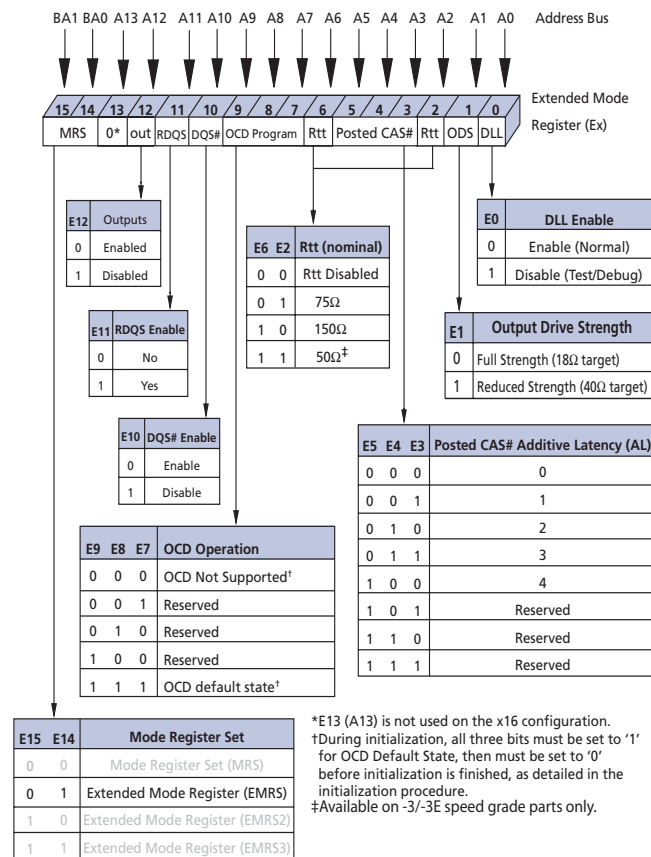 BA1 BA0 A13 A12 A11 A10 A9 A8 A7 A6 A5 A4 A3 A2 A1 A0 Address Bus
15 14 13 12 11 10 9 8 7 6 5 4 3 2 1 0
Extended Mode
Register (Ex)
MRS 0* out RDQS DQS# OCD Program Rtt Posted CAS# Rtt ODS DLL
E12 Outputs
0 Enabled
1 Disabled
E11 RDQS Enable
0 No
1 Yes
E10 DQS# Enable
0 Enable
1 Disable
E6 E2 Rtt (nominal)
0 0 Rtt Disabled
0 1 75Ω
1 0 150Ω
1 1 50Ω‡
E0 DLL Enable
0 Enable (Normal)
1 Disable (Test/Debug)
E1 Output Drive Strength
0 Full Strength (18Ω target)
1 Reduced Strength (40Ω target)
E5 E4 E3 Posted CAS# Additive Latency (AL)
0 0 0 0
0 0 1 1
0 1 0 2
0 1 1 3
1 0 0 4
1 0 1 Reserved
1 1 0 Reserved
1 1 1 Reserved
E9 E8 E7 OCD Operation
0 0 0 OCD Not Supported†
0 0 1 Reserved
0 1 0 Reserved
1 0 0 Reserved
1 1 1 OCD default state†
E15 E14 Mode Register Set
0 0 Mode Register Set (MRS)
0 1 Extended Mode Register (EMRS)
1 0 Extended Mode Register (EMRS2)
1 1 Extended Mode Register (EMRS3)
*E13 (A13) is not used on the x16 configuration.
†During initialization, all three bits must be set to ‘1’
for OCD Default State, then must be set to ‘0’
before initialization is finished, as detailed in the
initialization procedure.
‡Available on -3/-3E speed grade parts only.